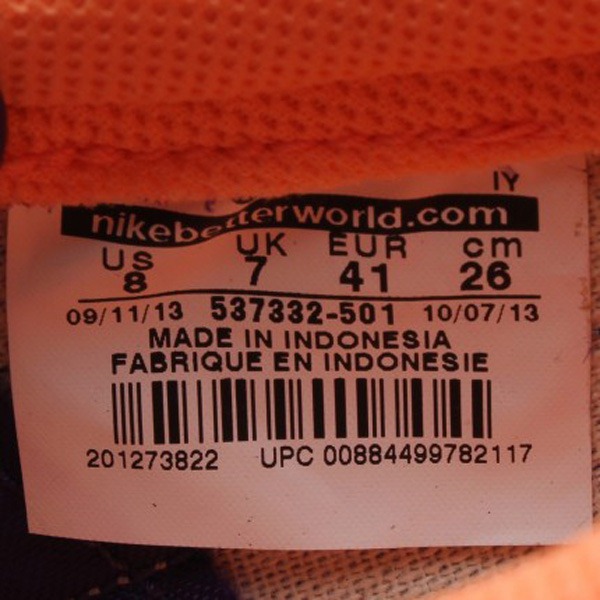 IY
nikebetterworld.com
US UK EUR cm
8 7 41 26
09/11/13 537332-501 10/07/13
MADE IN INDONESIA
FABRIQUE EN INDONESIE
201273822 UPC 00884499782117